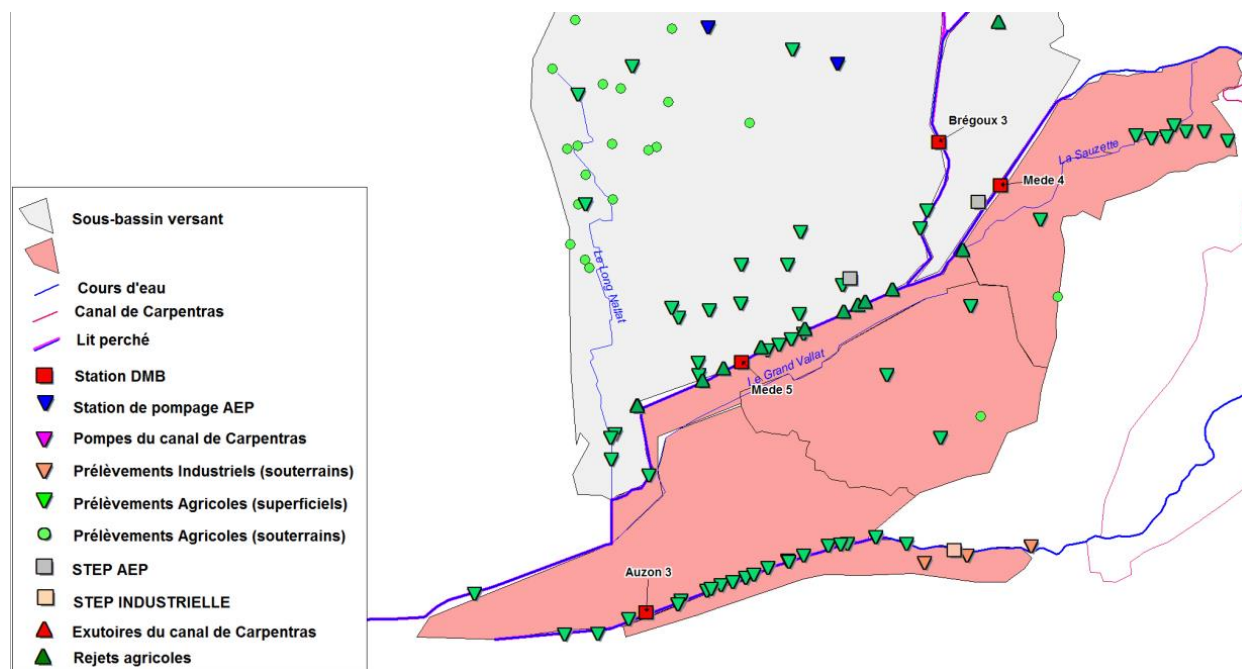 Brégoux 3
La Sauzette
Mede 4
Le Long Nallat
Le Grand Vallat
Mede 5
Auzon 3
Sous-bassin versant
Cours d'eau
Canal de Carpentras
Lit perché
Station DMB
Station de pompage AEP
Pompes du canal de Carpentras
Prélèvements Industriels (souterrains)
Prélèvements Agricoles (superficiels)
Prélèvements Agricoles (souterrains)
STEP AEP
STEP INDUSTRIELLE
Exutoires du canal de Carpentras
Rejets agricoles